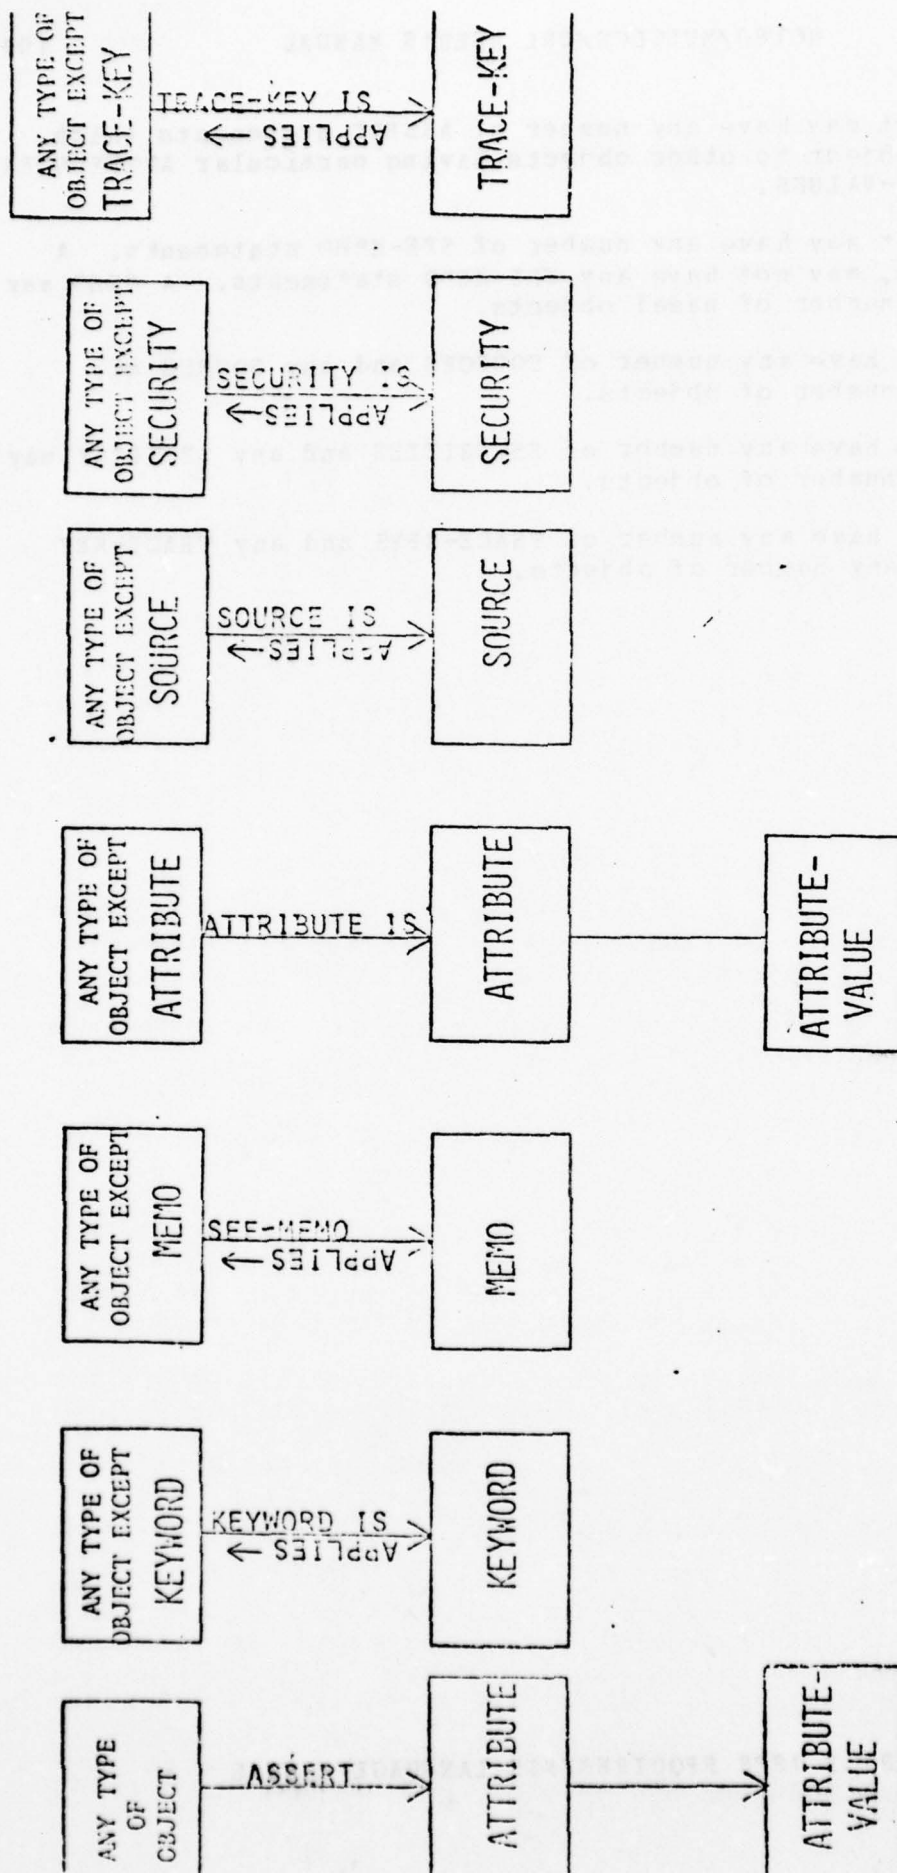 ANY TYPE
OF
OBJECT
ASSERT
ATTRIBUTE
ATTRIBUTE-
VALUE
ANY TYPE OF
OBJECT EXCEPT
KEYWORD
KEYWORD IS
APPLIES
KEYWORD
ANY TYPE OF
OBJECT EXCEPT
MEMO
SEE-MEMO
APPLIES
MEMO
ANY TYPE OF
OBJECT EXCEPT
ATTRIBUTE
ATTRIBUTE IS
ATTRIBUTE
ATTRIBUTE-
VALUE
ANY TYPE OF
OBJECT EXCEPT
SOURCE
SOURCE IS
APPLIES
SOURCE
ANY TYPE OF
OBJECT EXCEPT
SECURITY
SECURITY IS
APPLIES
SECURITY
ANY TYPE OF
OBJECT EXCEPT
TRACE-KEY
TRACE-KEY IS
APPLIES
TRACE-KEY